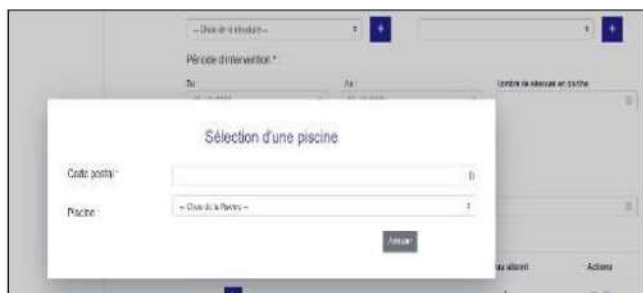 -- Choix de la structure --
+
+
Période d'intervention *
Du :
Au :
Nombre de séances en piscine
Sélection d'une piscine
Code postal :
Piscine :
-- Choix de la Piscine --
Annuler
Actions
+